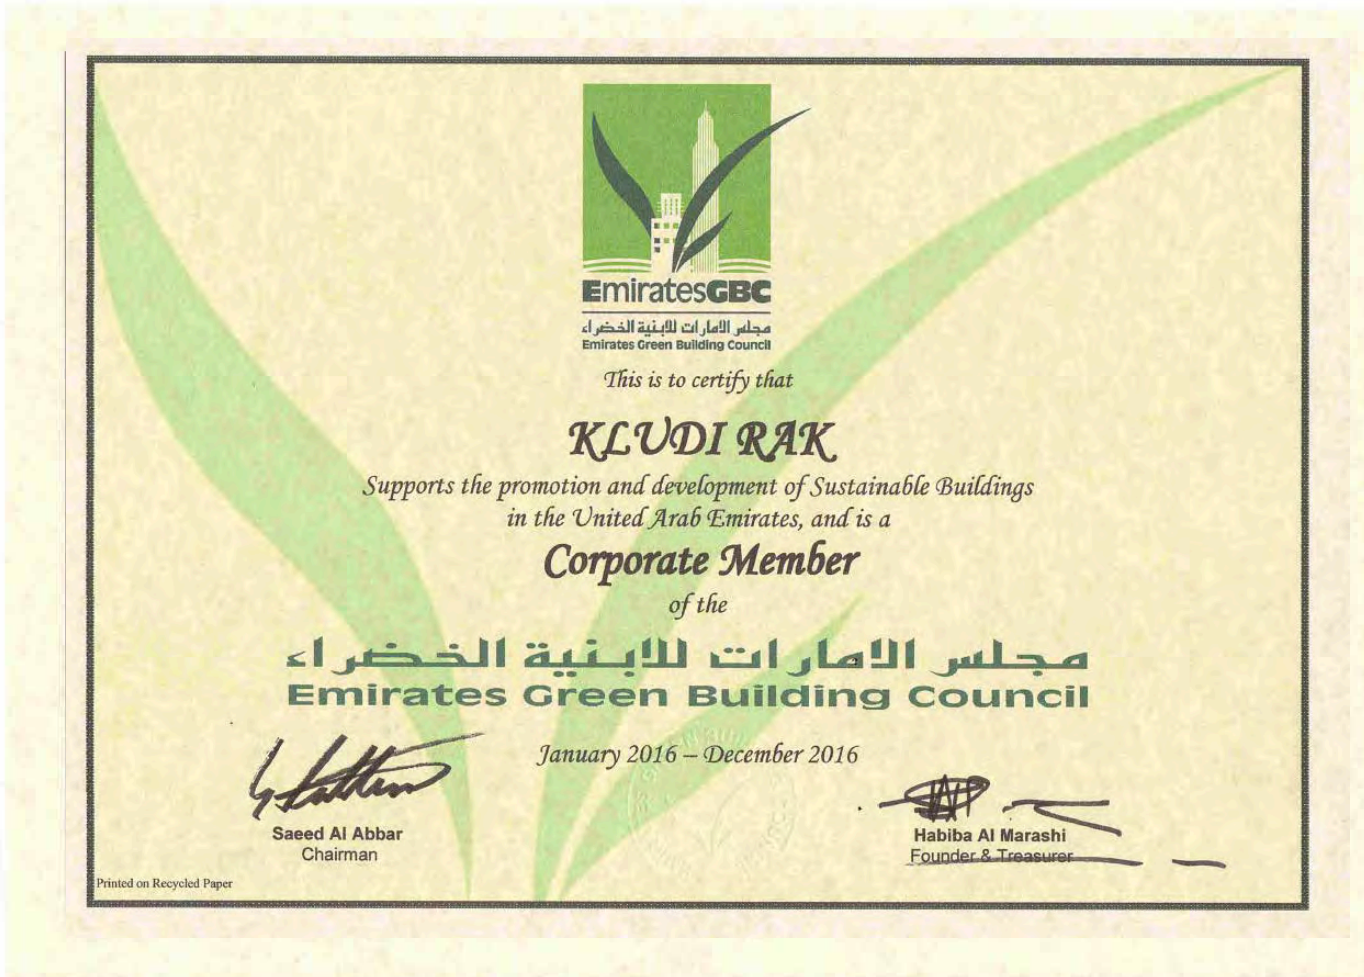 EmiratesGBC
مجلس الامارات للابنية الخضراء
Emirates Green Building Council
This is to certify that
KLUDI RAK
Supports the promotion and development of Sustainable Buildings
in the United Arab Emirates, and is a
Corporate Member
of the
مجلس الامارات للابنية الخضراء
Emirates Green Building Council
January 2016 – December 2016
Saeed Al Abbar
Chairman
Habiba Al Marashi
Founder & Treasurer
Printed on Recycled Paper